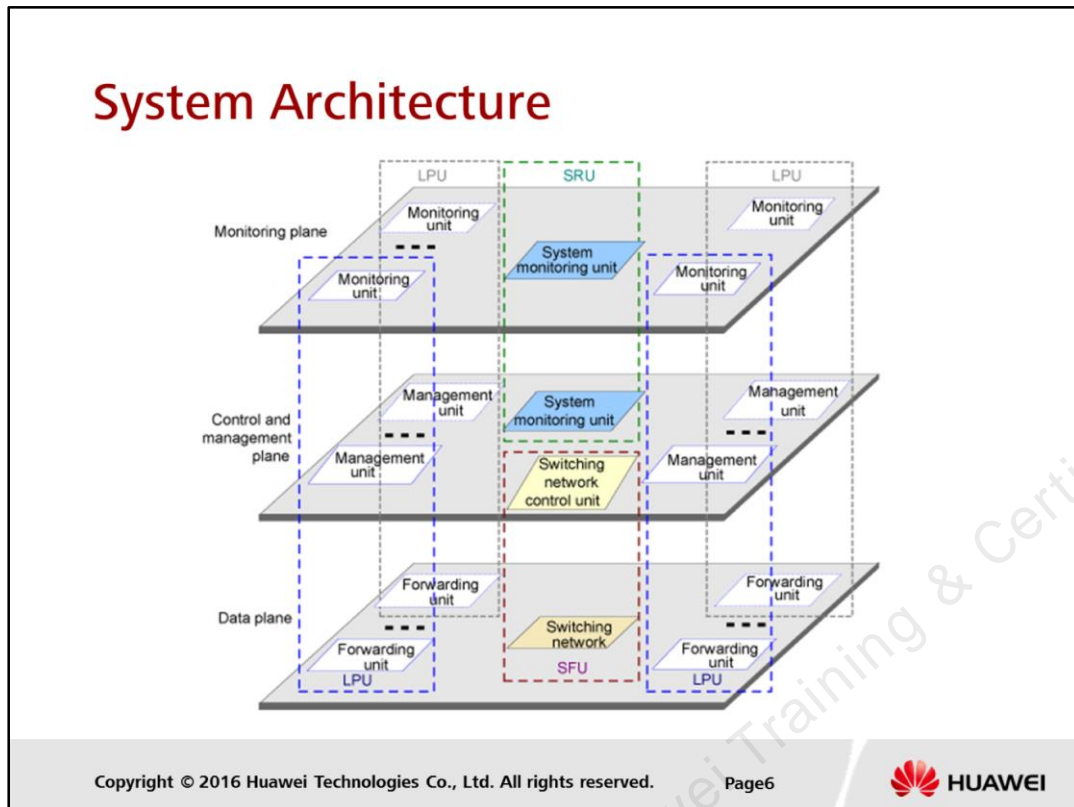 System Architecture
LPU
SRU
LPU
Monitoring plane
Monitoring
unit
Monitoring
unit
System
monitoring unit
Monitoring
unit
Monitoring
unit
Control and
management
plane
Management
unit
Management
unit
System
monitoring unit
Switching
network
control unit
Management
unit
Management
unit
Data plane
Forwarding
unit
Forwarding
unit
LPU
Switching
network
SFU
Forwarding
unit
Forwarding
unit
LPU
Training & Certi
Copyright © 2016 Huawei Technologies Co., Ltd. All rights reserved.
Page6
HUAWEI